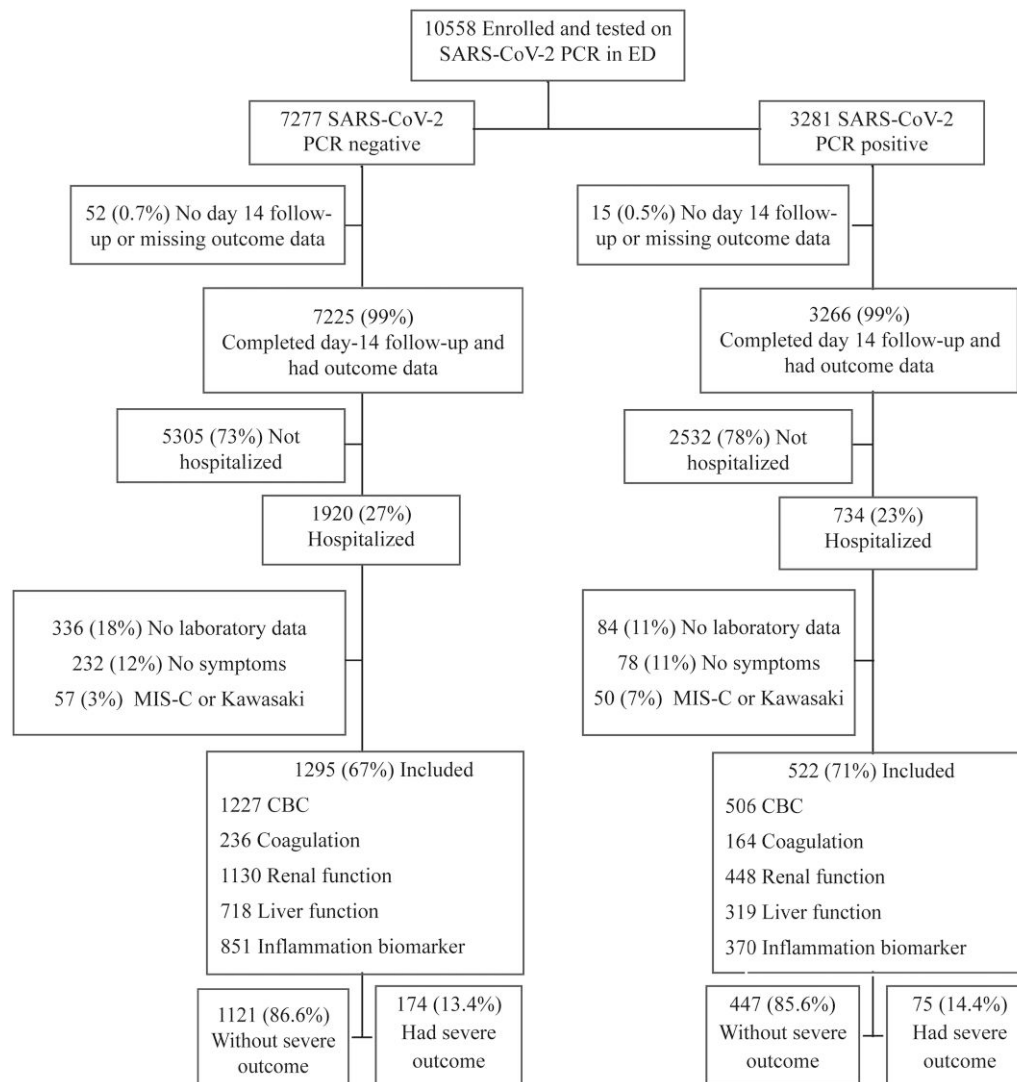 10558 Enrolled and tested on
SARS-CoV-2 PCR in ED
7277 SARS-CoV-2
PCR negative
3281 SARS-CoV-2
PCR positive
52 (0.7%) No day 14 follow-
up or missing outcome data
15 (0.5%) No day 14 follow-
up or missing outcome data
7225 (99%)
Completed day-14 follow-up and
had outcome data
3266 (99%)
Completed day 14 follow-up and
had outcome data
5305 (73%) Not
hospitalized
2532 (78%) Not
hospitalized
1920 (27%)
Hospitalized
734 (23%)
Hospitalized
336 (18%) No laboratory data
232 (12%) No symptoms
57 (3%) MIS-C or Kawasaki
84 (11%) No laboratory data
78 (11%) No symptoms
50 (7%) MIS-C or Kawasaki
1295 (67%) Included
1227 CBC
236 Coagulation
1130 Renal function
718 Liver function
851 Inflammation biomarker
522 (71%) Included
506 CBC
164 Coagulation
448 Renal function
319 Liver function
370 Inflammation biomarker
1121 (86.6%)
Without severe
outcome
174 (13.4%)
Had severe
outcome
447 (85.6%)
Without severe
outcome
75 (14.4%)
Had severe
outcome